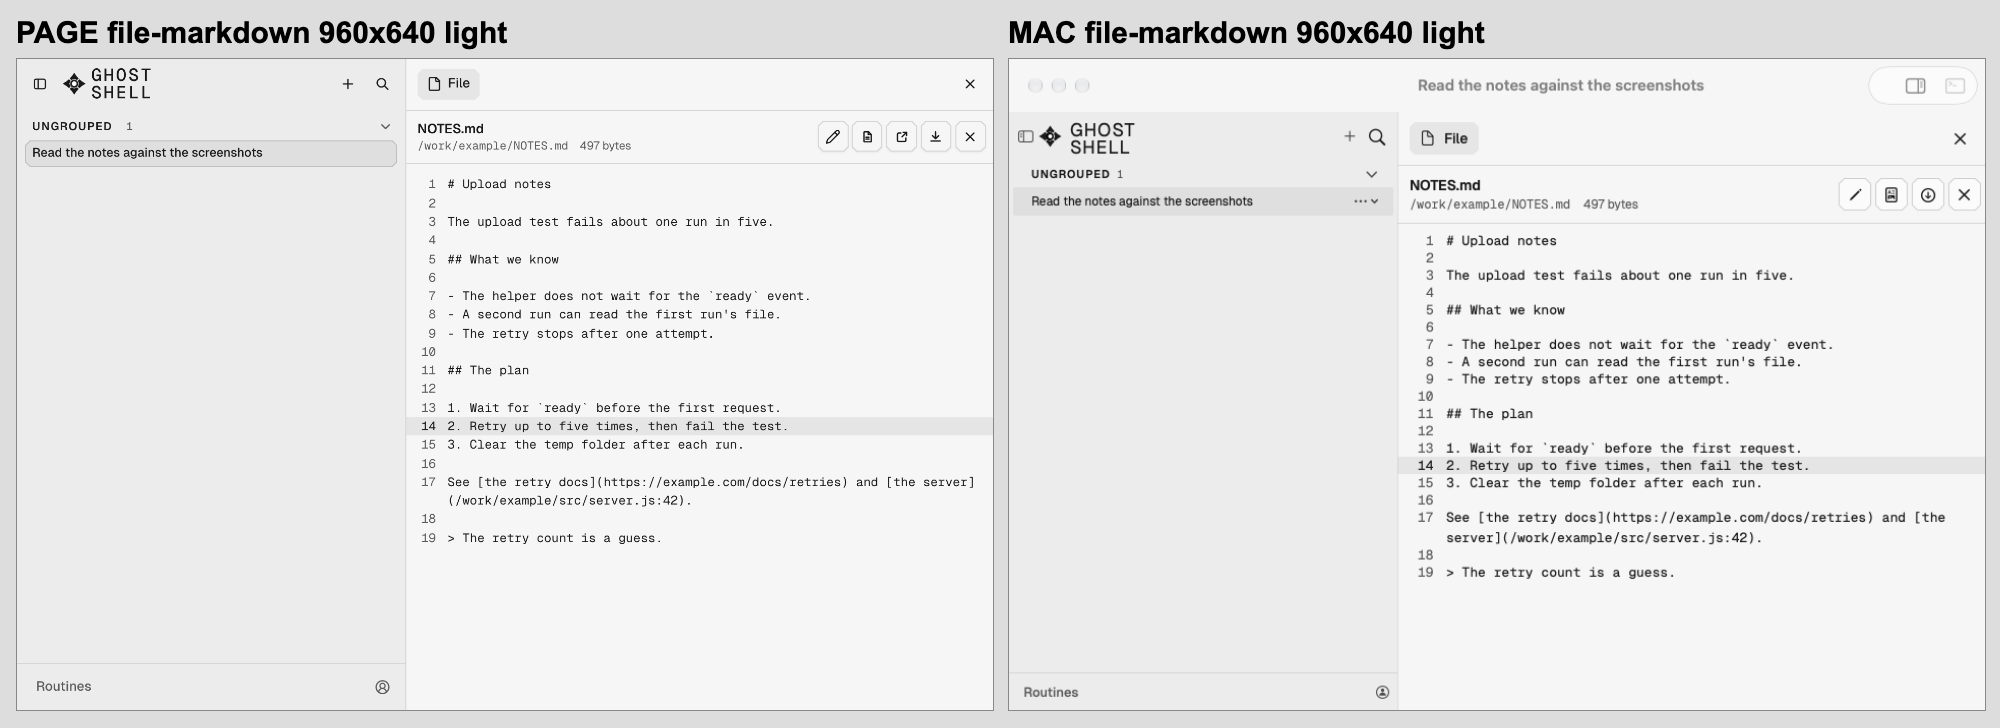 PAGE file-markdown 960x640 light
GHOST
SHELL
UNGROUPED 1
Read the notes against the screenshots
Routines
File
NOTES.md
/work/example/NOTES.md 497 bytes
1 # Upload notes
2
3 The upload test fails about one run in five.
4
5 ## What we know
6
7 - The helper does not wait for the `ready` event.
8 - A second run can read the first run's file.
9 - The retry stops after one attempt.
10
11 ## The plan
12
13 1. Wait for `ready` before the first request.
14 2. Retry up to five times, then fail the test.
15 3. Clear the temp folder after each run.
16
17 See [the retry docs](https://example.com/docs/retries) and [the server]
(/work/example/src/server.js:42).
18
19 > The retry count is a guess.
MAC file-markdown 960x640 light
Read the notes against the screenshots
GHOST
SHELL
UNGROUPED 1
Read the notes against the screenshots
Routines
File
NOTES.md
/work/example/NOTES.md 497 bytes
1 # Upload notes
2
3 The upload test fails about one run in five.
4
5 ## What we know
6
7 - The helper does not wait for the `ready` event.
8 - A second run can read the first run's file.
9 - The retry stops after one attempt.
10
11 ## The plan
12
13 1. Wait for `ready` before the first request.
14 2. Retry up to five times, then fail the test.
15 3. Clear the temp folder after each run.
16
17 See [the retry docs](https://example.com/docs/retries) and [the
server](/work/example/src/server.js:42).
18
19 > The retry count is a guess.